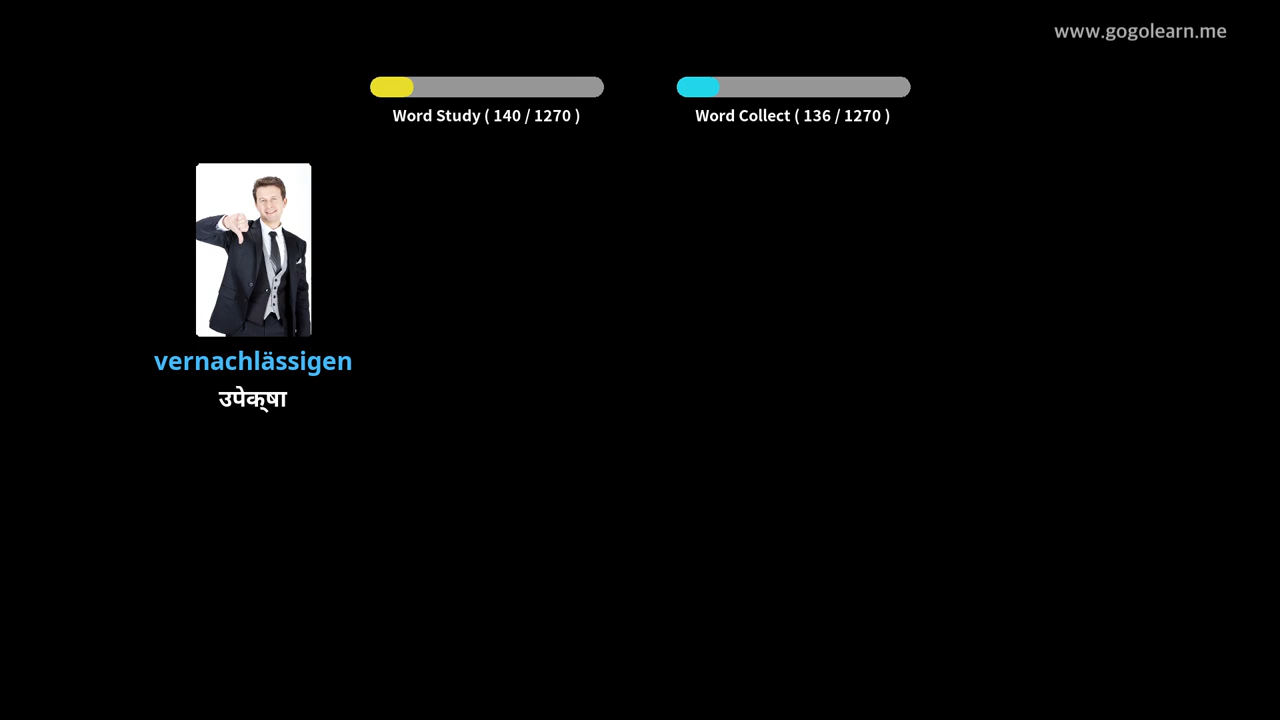 www.gogolearn.me
Word Study ( 140 / 1270 )
Word Collect ( 136 / 1270 )
vernachlässigen
उपेक्षा